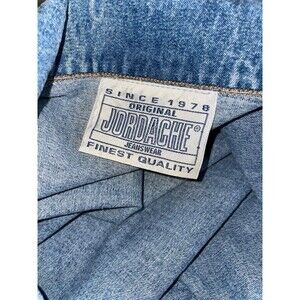 SINCE 1978
ORIGINAL
JORDACHE®
JEANSWEAR
FINEST QUALITY